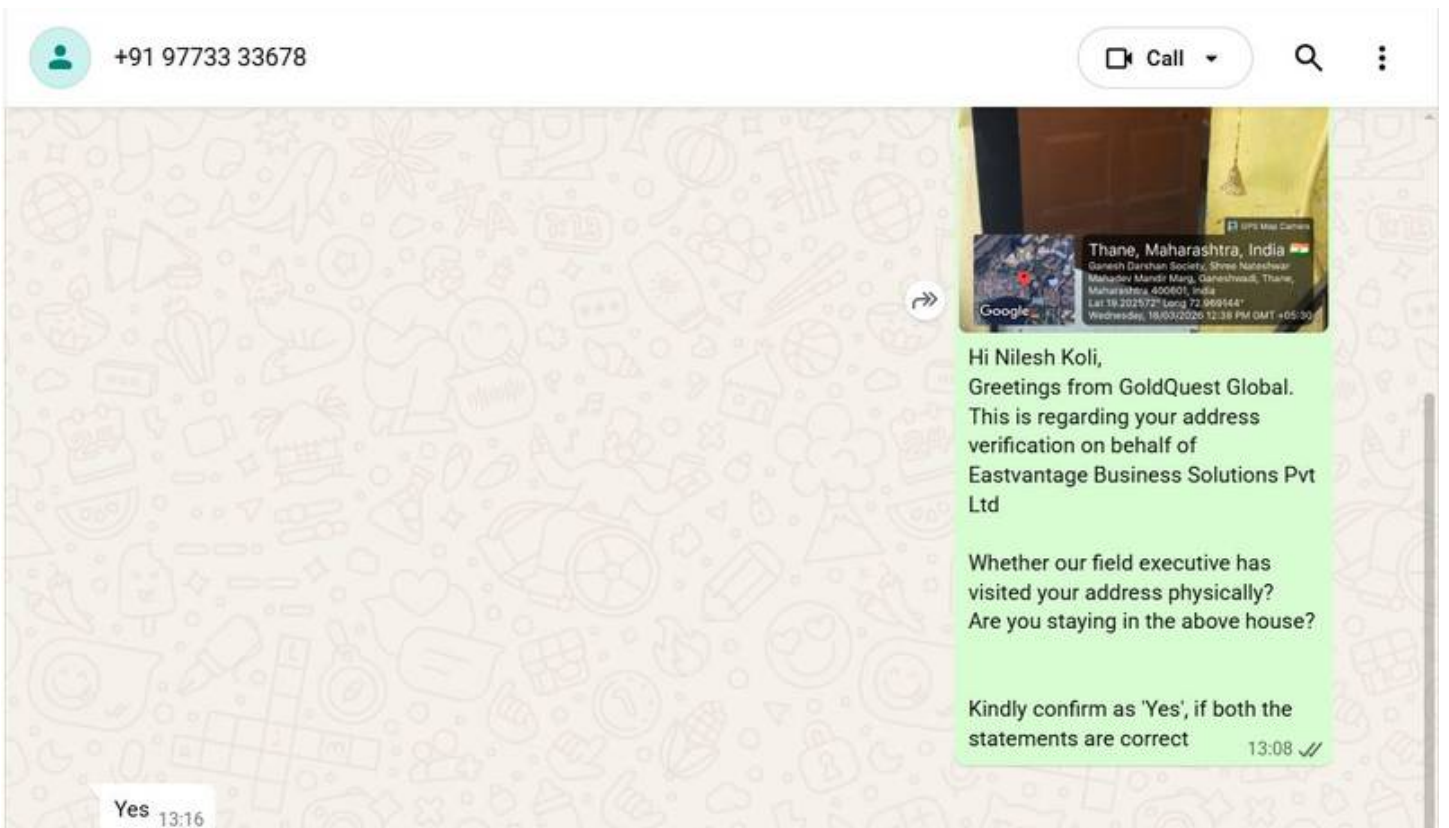 +91 97733 33678
Call
GPS Map Camera
Thane, Maharashtra, India
Ganesh Darshan Society, Shree Nateshwar
Mahadev Mandir Marg, Ganeshwadi, Thane,
Maharashtra 400601, India
Lat 19.202572° Long 72.969144°
Wednesday, 18/03/2026 12:38 PM GMT +05:30
Google
Hi Nilesh Koli,
Greetings from GoldQuest Global.
This is regarding your address
verification on behalf of
Eastvantage Business Solutions Pvt
Ltd
Whether our field executive has
visited your address physically?
Are you staying in the above house?
Kindly confirm as 'Yes', if both the
statements are correct
13:08
Yes 13:16